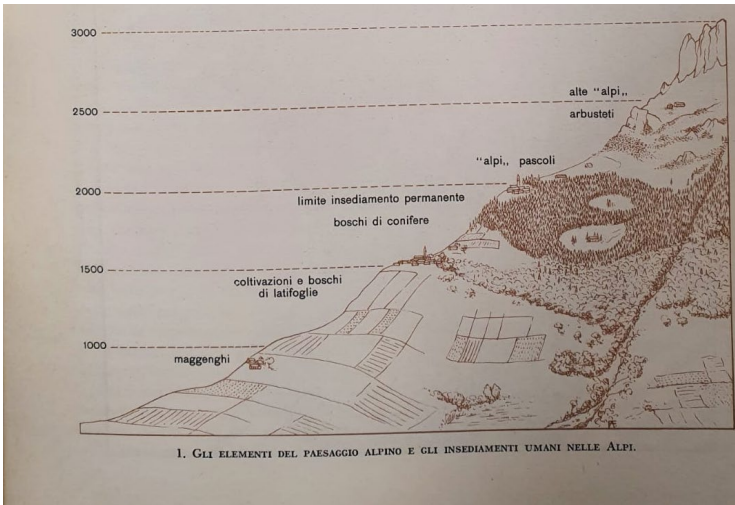 3000
alte "alpi„
2500
arbusteti
"alpi„ pascoli
2000
limite insediamento permanente
boschi di conifere
1500
coltivazioni e boschi
di latifoglie
1000
maggenghi
1. Gli elementi del paesaggio alpino e gli insediamenti umani nelle Alpi.